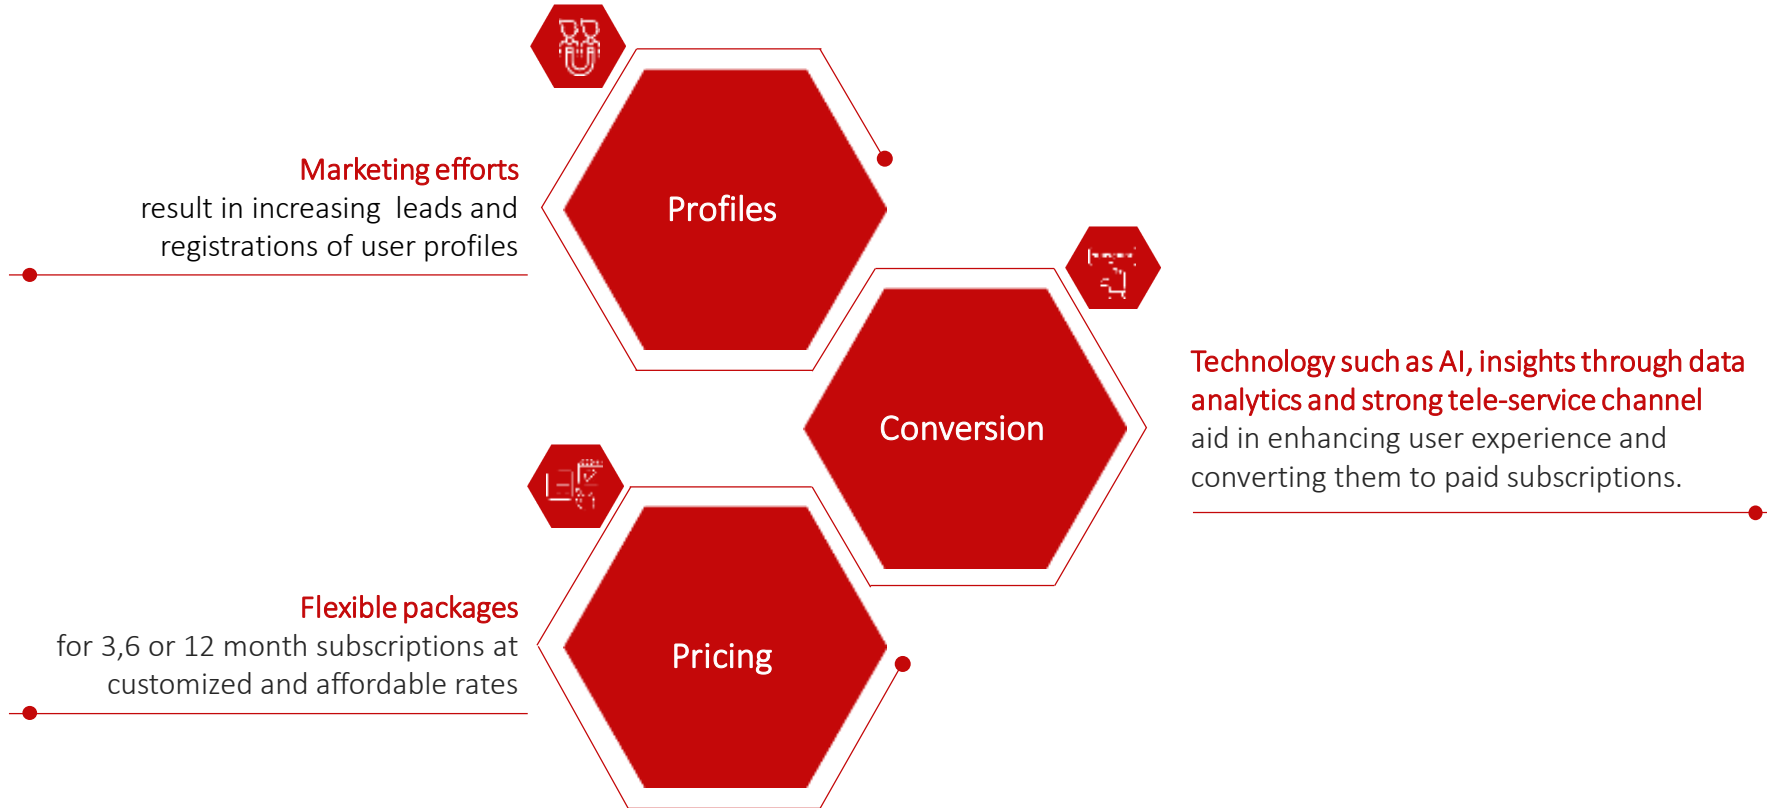 Marketing efforts
result in increasing  leads and
registrations of user profiles
Profiles
Conversion
Technology such as AI, insights through data
analytics and strong tele-service channel
aid in enhancing user experience and
converting them to paid subscriptions.
Flexible packages
for 3,6 or 12 month subscriptions at
customized and affordable rates
Pricing